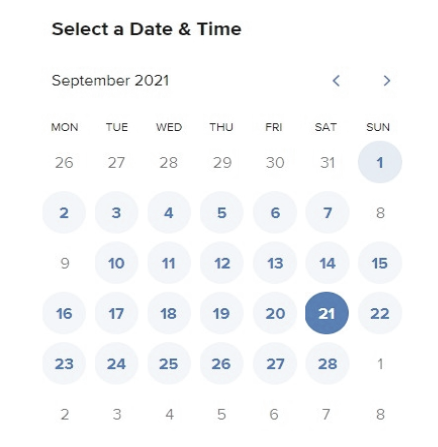 Select a Date & Time
September 2021
MON TUE WED THU FRI SAT SUN
26 27 28 29 30 31 1
2 3 4 5 6 7 8
9 10 11 12 13 14 15
16 17 18 19 20 21 22
23 24 25 26 27 28 1
2 3 4 5 6 7 8